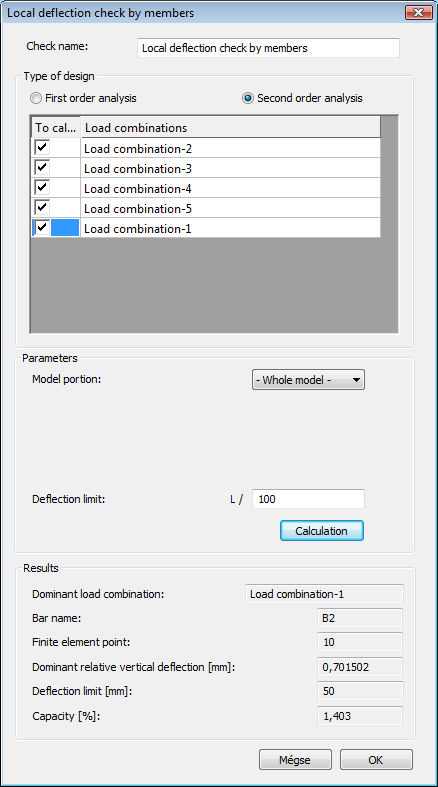 Local deflection check by members
Check name: Local deflection check by members
Type of design
First order analysis Second order analysis
To cal... Load combinations
Load combination-2
Load combination-3
Load combination-4
Load combination-5
Load combination-1
Parameters
Model portion: - Whole model -
Deflection limit: L / 100
Calculation
Results
Dominant load combination: Load combination-1
Bar name: B2
Finite element point: 10
Dominant relative vertical deflection [mm]: 0,701502
Deflection limit [mm]: 50
Capacity [%]: 1,403
Mégse OK